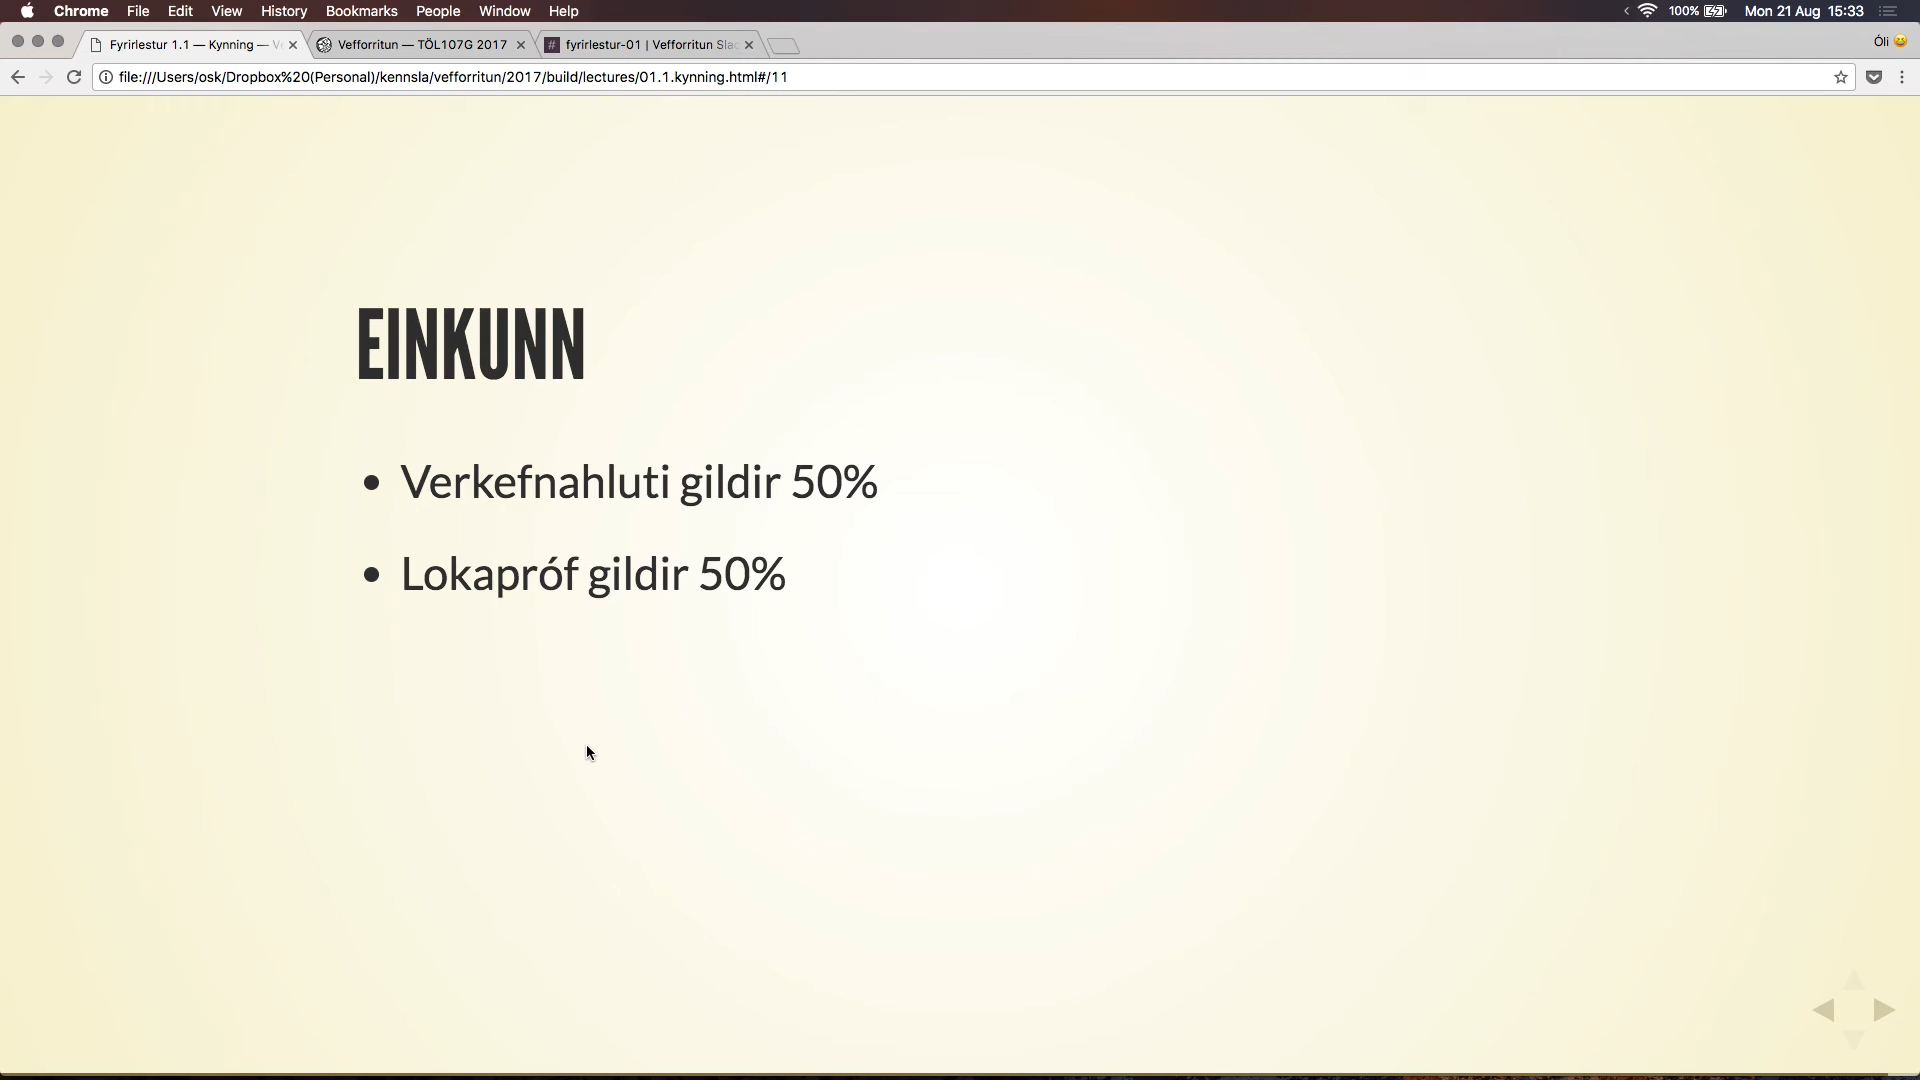 Chrome File Edit View History Bookmarks People Window Help 100% Mon 21 Aug 15:33
Fyrirlestur 1.1 — Kynning — Vefforritun — TÖL107G 2017 fyrirlestur-01 | Vefforritun Slac Óli
file:///Users/osk/Dropbox%20(Personal)/kennsla/vefforritun/2017/build/lectures/01.1.kynning.html#/11
EINKUNN
• Verkefnahluti gildir 50%
• Lokapróf gildir 50%